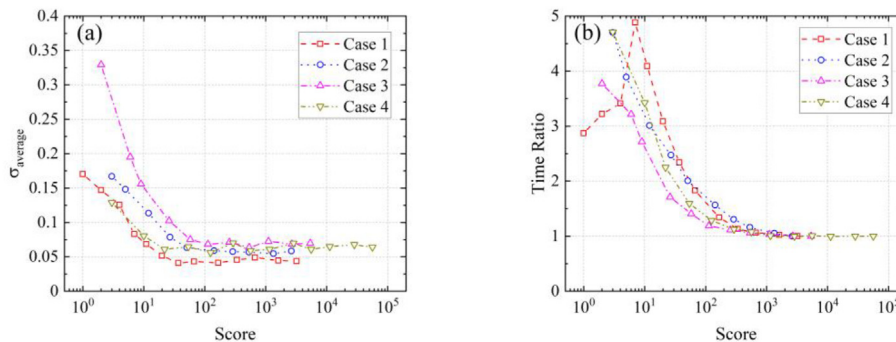 (a)
Case 1
Case 2
Case 3
Case 4
0.4
0.35
0.3
0.25
0.2
0.15
0.1
0.05
0
σaverage
10⁰ 10¹ 10² 10³ 10⁴ 10⁵
Score
(b)
Case 1
Case 2
Case 3
Case 4
5
4
3
2
1
0
Time Ratio
10⁰ 10¹ 10² 10³ 10⁴ 10⁵
Score